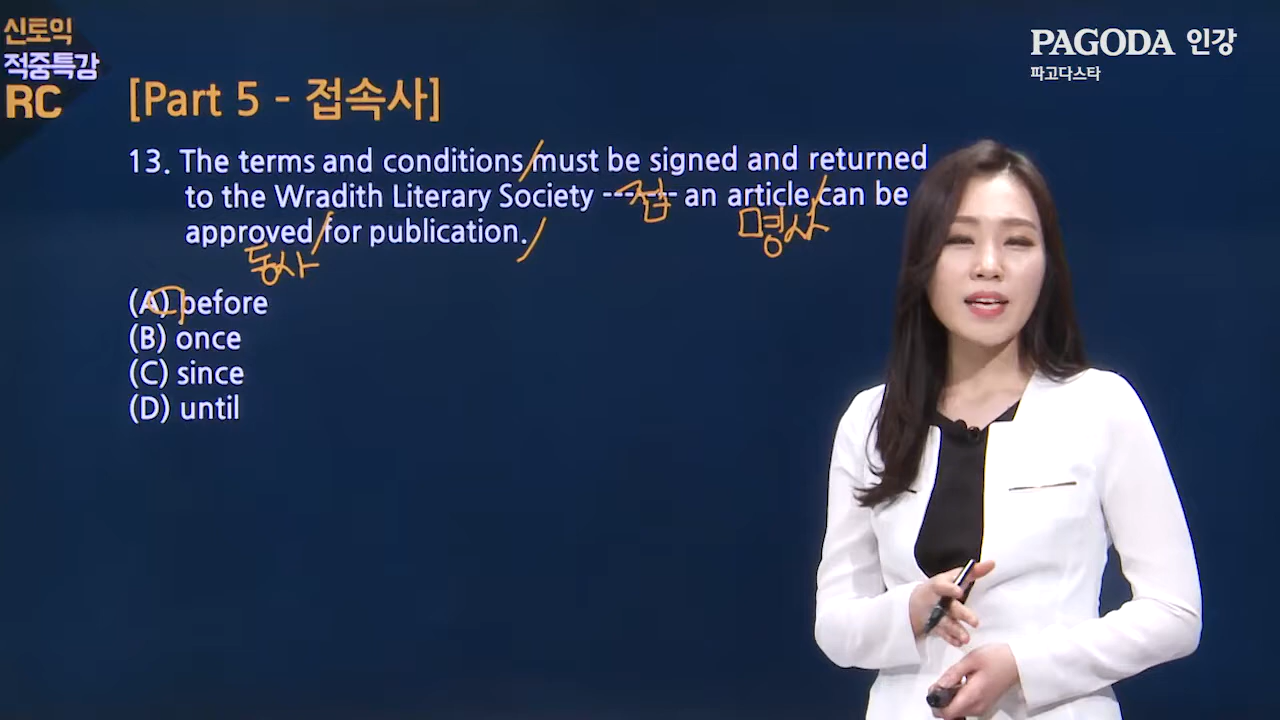 신토익
적중특강
RC
PAGODA 인강
파고다스타
[Part 5 - 접속사]
13. The terms and conditions must be signed and returned
to the Wradith Literary Society ------- an article can be
접
명사
approved for publication.
동사
(A) before
(B) once
(C) since
(D) until